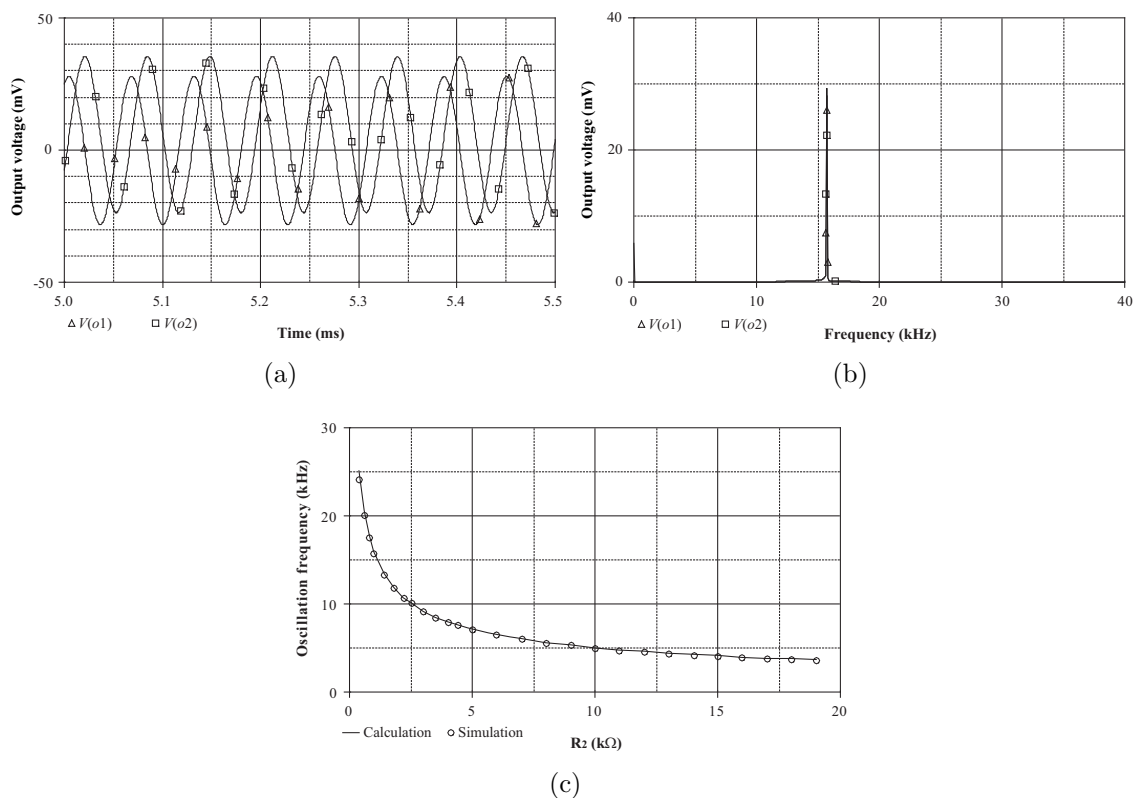 50
0
-50
Output voltage (mV)
5.0 5.1 5.2 5.3 5.4 5.5
V(o1) V(o2)
Time (ms)
(a)
40
20
0
Output voltage (mV)
0 10 20 30 40
V(o1) V(o2)
Frequency (kHz)
(b)
30
20
10
0
Oscillation frequency (kHz)
0 5 10 15 20
Calculation Simulation
R2 (kΩ)
(c)